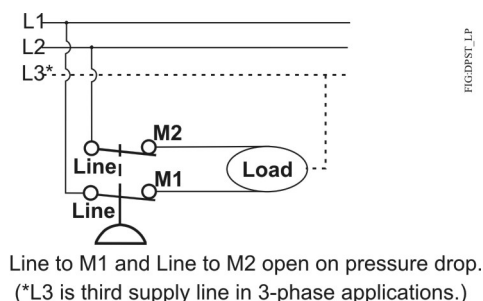 L1
L2
L3*
FIG:DPST_LP
M2
Line
Load
M1
Line
Line to M1 and Line to M2 open on pressure drop.
(*L3 is third supply line in 3-phase applications.)